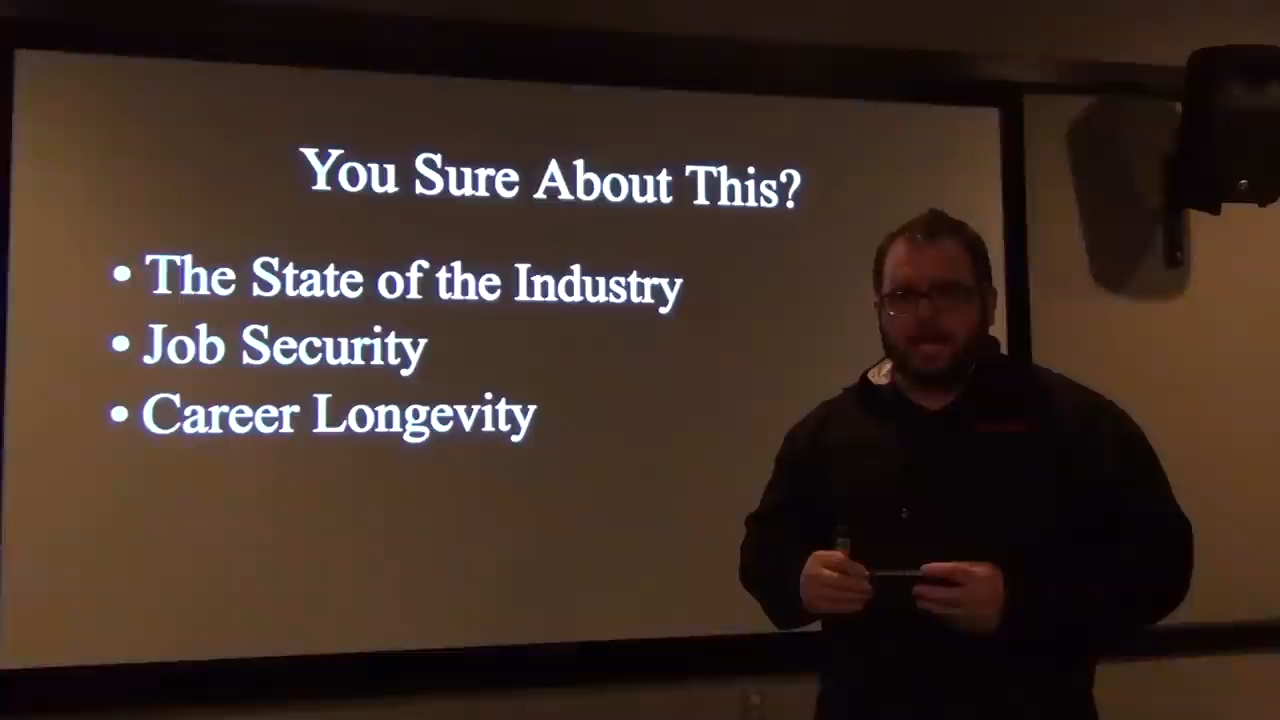 You Sure About This?
• The State of the Industry
• Job Security
• Career Longevity